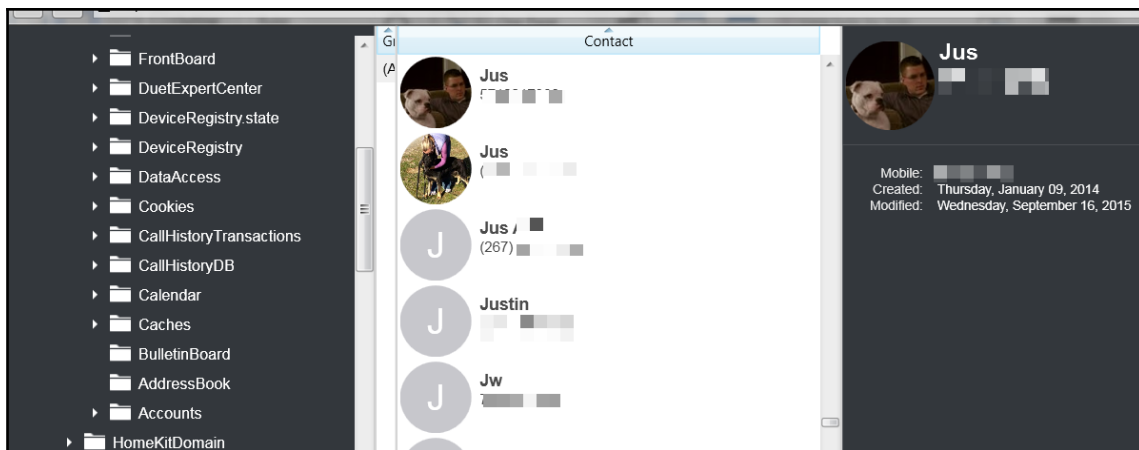 FrontBoard
DuetExpertCenter
DeviceRegistry.state
DeviceRegistry
DataAccess
Cookies
CallHistoryTransactions
CallHistoryDB
Calendar
Caches
BulletinBoard
AddressBook
Accounts
HomeKitDomain
Contact
Jus
Jus
(
Jus
(267)
J
Justin
J
Jw
J
Jus
Mobile:
Created: Thursday, January 09, 2014
Modified: Wednesday, September 16, 2015